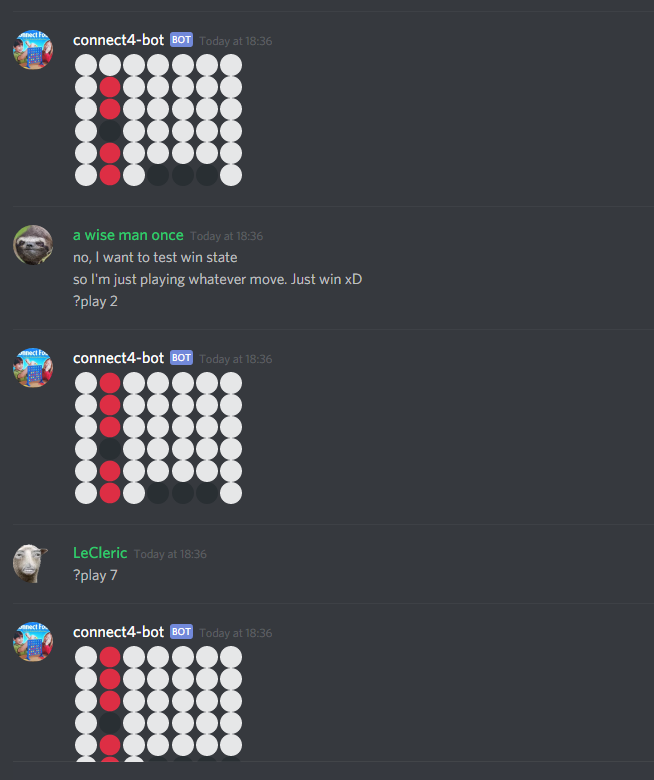 connect4-bot BOT Today at 18:36
a wise man once Today at 18:36
no, I want to test win state
so I'm just playing whatever move. Just win xD
?play 2
connect4-bot BOT Today at 18:36
LeCleric Today at 18:36
?play 7
connect4-bot BOT Today at 18:36